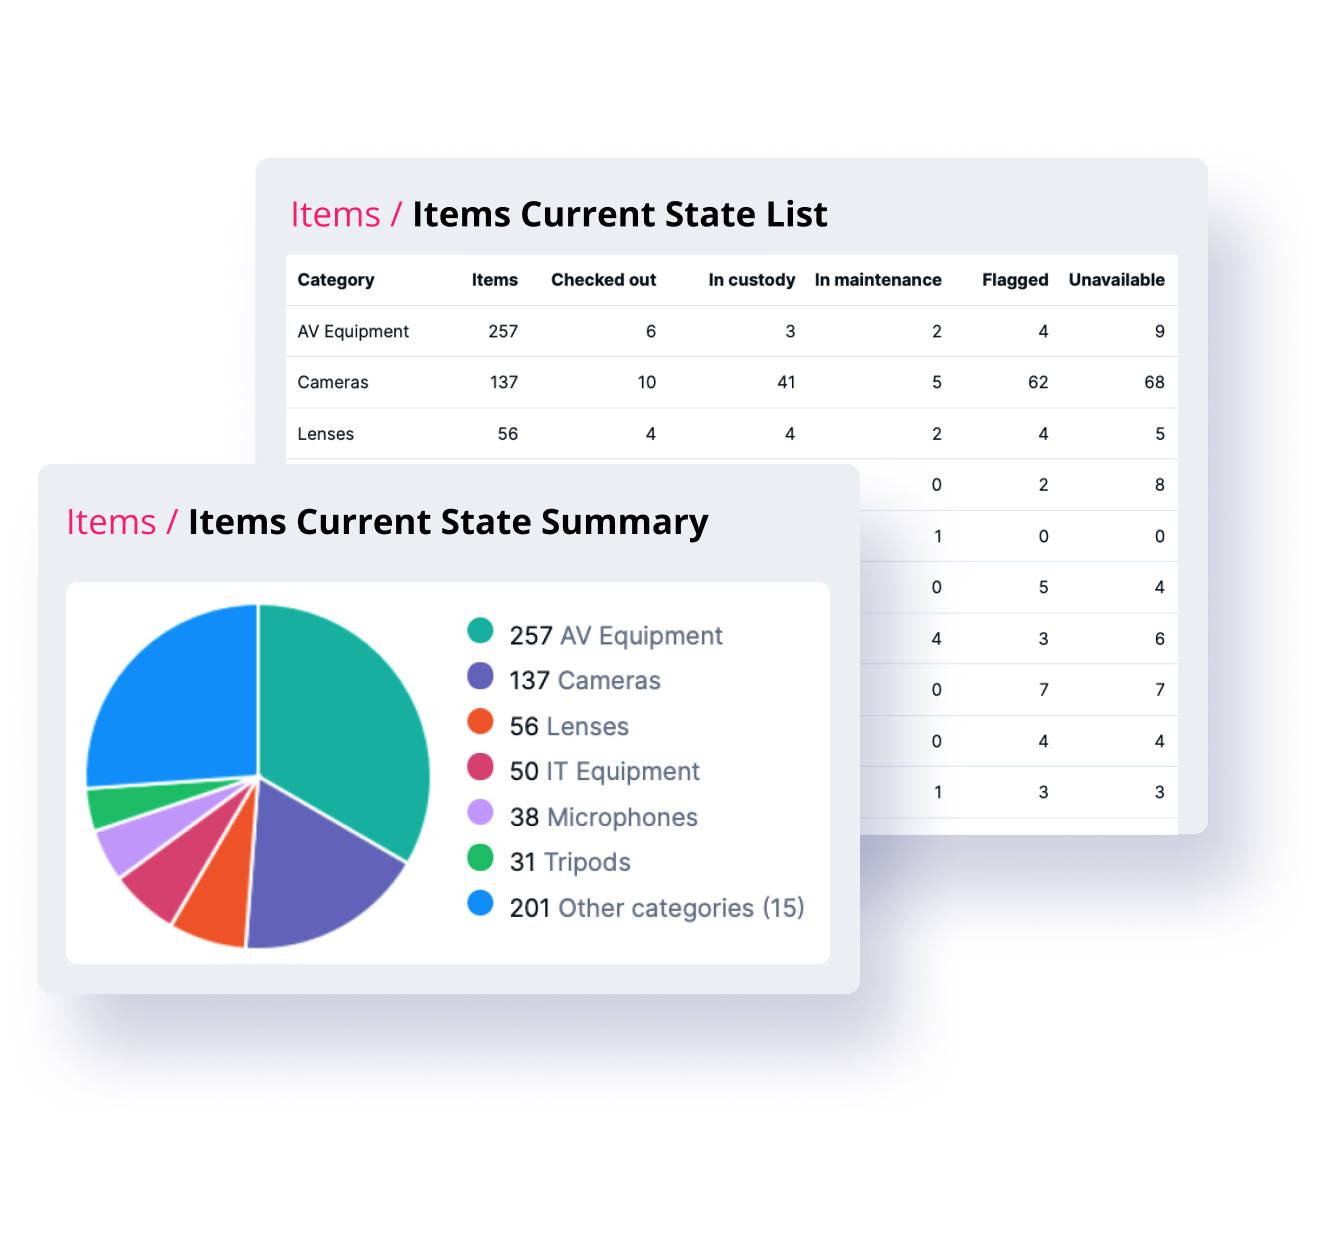 Items / Items Current State List
Category Items Checked out In custody In maintenance Flagged Unavailable
AV Equipment 257 6 3 2 4 9
Cameras 137 10 41 5 62 68
Lenses 56 4 4 2 4 5
0 2 8
1 0 0
0 5 4
4 3 6
0 7 7
0 4 4
1 3 3
Items / Items Current State Summary
257 AV Equipment
137 Cameras
56 Lenses
50 IT Equipment
38 Microphones
31 Tripods
201 Other categories (15)